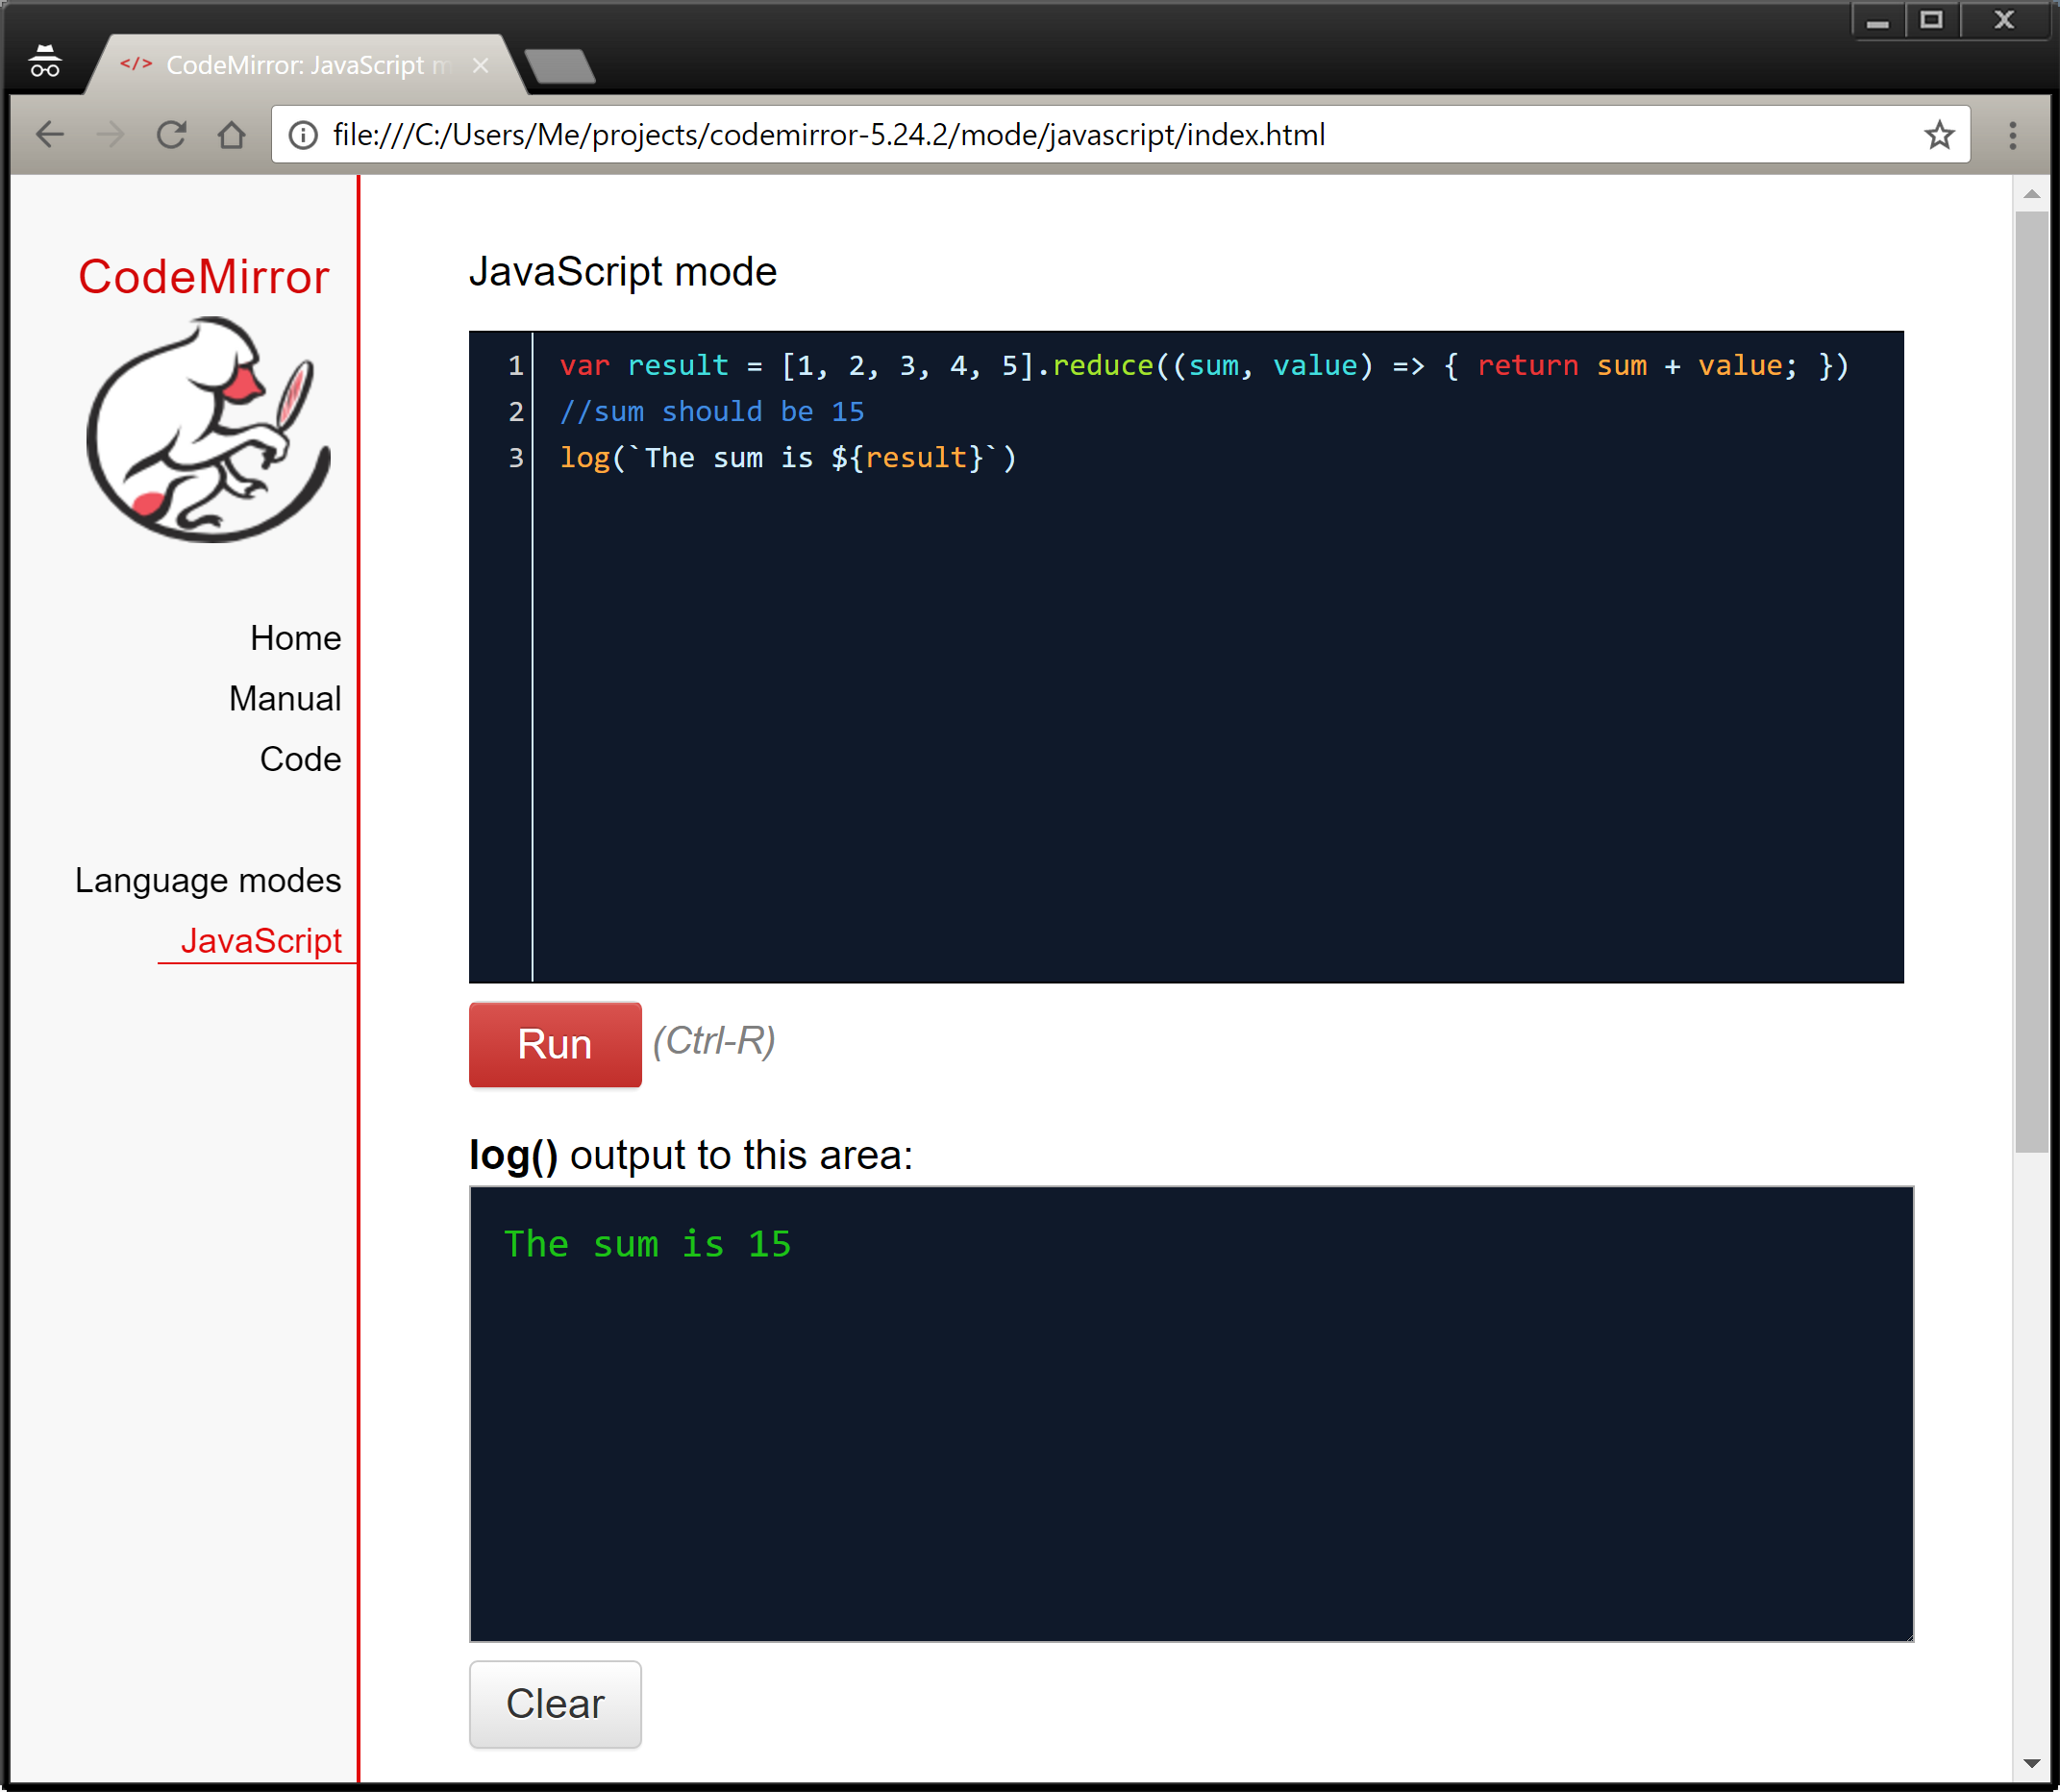 </> CodeMirror: JavaScript m
file:///C:/Users/Me/projects/codemirror-5.24.2/mode/javascript/index.html
CodeMirror
Home
Manual
Code
Language modes
JavaScript
JavaScript mode
1 var result = [1, 2, 3, 4, 5].reduce((sum, value) => { return sum + value; })
2 //sum should be 15
3 log(`The sum is ${result}`)
Run (Ctrl-R)
log() output to this area:
The sum is 15
Clear